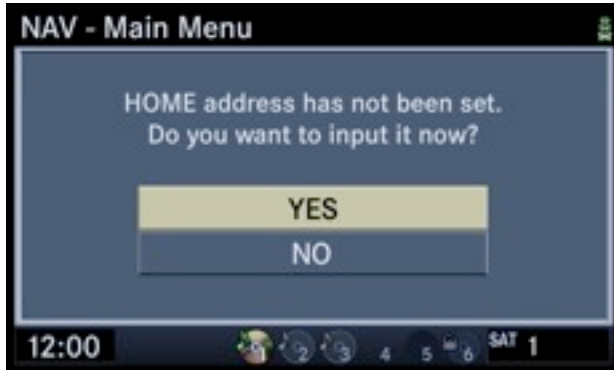 NAV - Main Menu
HOME address has not been set.
Do you want to input it now?
YES
NO
12:00 1 2 3 4 5 6 SAT 1